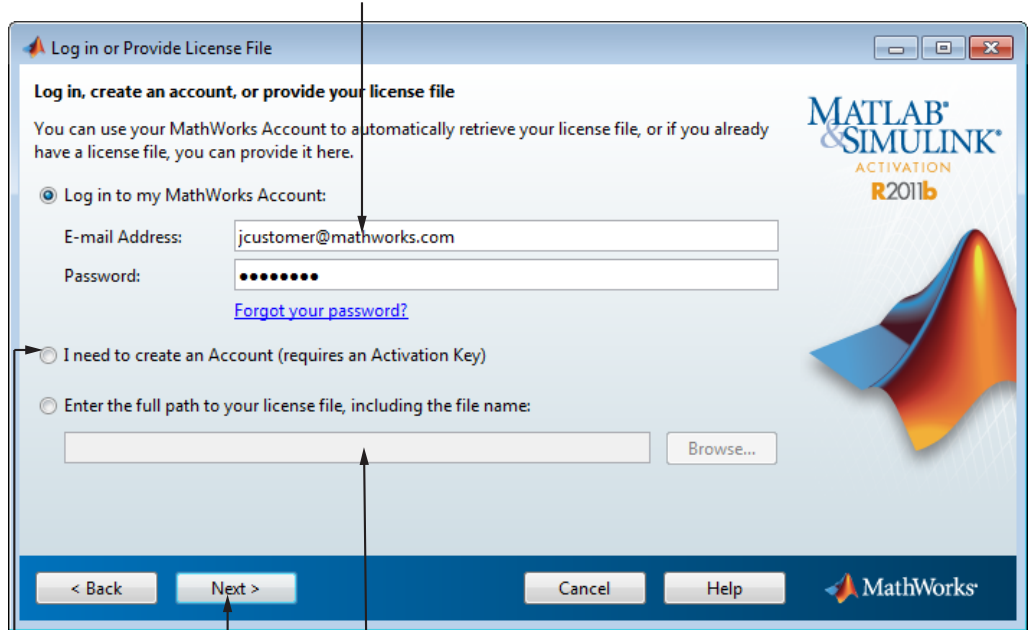 Log in or Provide License File
Log in, create an account, or provide your license file
You can use your MathWorks Account to automatically retrieve your license file, or if you already
have a license file, you can provide it here.
Log in to my MathWorks Account:
E-mail Address: jcustomer@mathworks.com
Password: ●●●●●●●●
Forgot your password?
I need to create an Account (requires an Activation Key)
Enter the full path to your license file, including the file name:
Browse...
MATLAB®
&SIMULINK®
ACTIVATION
R2011b
< Back Next > Cancel Help MathWorks®